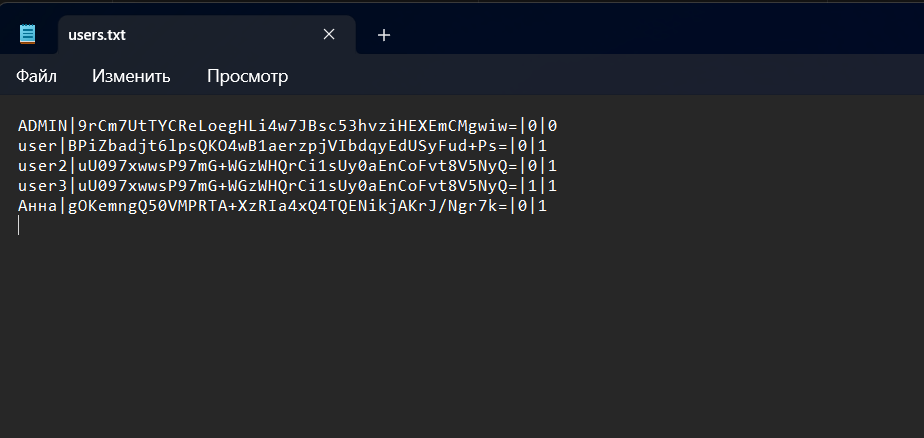 users.txt
Файл Изменить Просмотр
ADMIN|9rCm7UtTYCReLoegHLi4w7JBsc53hvziHEXEmCMgwiw=|0|0
user|BPiZbadjt6lpsQKO4wB1aerzpjVIbdqyEdUSyFud+Ps=|0|1
user2|uU097xwwsP97mG+WGzWHQrCi1sUy0aEnCoFvt8V5NyQ=|0|1
user3|uU097xwwsP97mG+WGzWHQrCi1sUy0aEnCoFvt8V5NyQ=|1|1
Анна|gOKemngQ50VMPRTA+XzRIa4xQ4TQENikjAKrJ/Ngr7k=|0|1